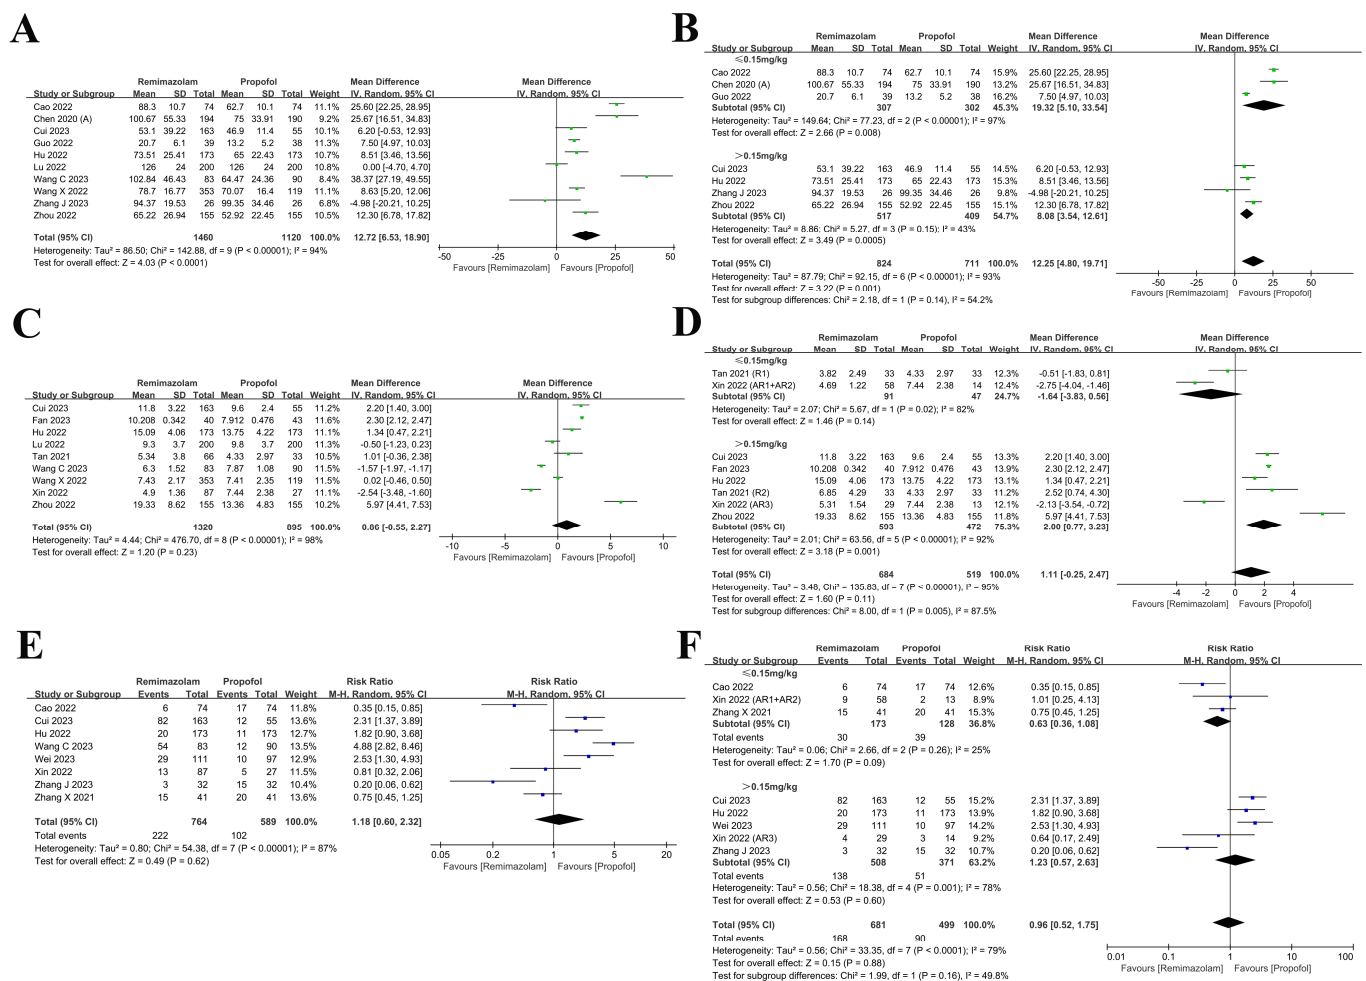 A
Remimazolam Propofol Mean Difference Mean Difference
Study or Subgroup Mean SD Total Mean SD Total Weight IV. Random. 95% CI IV. Random. 95% CI
Cao 2022 88.3 10.7 74 62.7 10.1 74 11.1% 25.60 [22.25, 28.95]
Chen 2020 (A) 100.67 55.33 194 75 33.91 190 9.2% 25.67 [16.51, 34.83]
Cui 2023 53.1 39.22 163 46.9 11.4 55 10.2% 6.20 [-0.53, 12.93]
Guo 2022 20.7 6.1 39 13.2 5.2 38 11.2% 7.50 [4.97, 10.03]
Hu 2022 73.51 25.41 173 65 22.43 173 10.7% 8.51 [3.46, 13.56]
Lu 2022 126 24 200 126 24 200 10.8% 0.00 [-4.70, 4.70]
Wang C 2023 102.84 46.43 83 64.47 24.36 90 8.4% 38.37 [27.19, 49.55]
Wang X 2022 78.7 16.77 353 70.07 16.4 119 11.1% 8.63 [5.20, 12.06]
Zhang J 2023 94.37 19.53 26 99.35 34.46 26 6.9% -4.98 [-20.21, 10.25]
Zhou 2022 65.22 26.94 155 52.92 22.45 155 10.5% 12.30 [6.78, 17.82]
Total (95% CI) 1460 1120 100.0% 12.72 [6.53, 18.90]
Heterogeneity: Tau² = 86.50; Chi² = 142.88, df = 9 (P < 0.00001); I² = 94%
Test for overall effect: Z = 4.03 (P < 0.0001)
-50 -25 0 25 50
Favours [Remimazolam] Favours [Propofol]
B
Remimazolam Propofol Mean Difference Mean Difference
Study or Subgroup Mean SD Total Mean SD Total Weight IV. Random. 95% CI IV. Random. 95% CI
≤0.15mg/kg
Cao 2022 88.3 10.7 74 62.7 10.1 74 15.9% 25.60 [22.25, 28.95]
Chen 2020 (A) 100.67 55.33 194 75 33.91 190 13.2% 25.67 [16.51, 34.83]
Guo 2022 20.7 6.1 39 13.2 5.2 38 16.2% 7.50 [4.97, 10.03]
Subtotal (95% CI) 307 302 45.3% 19.32 [5.10, 33.54]
Heterogeneity: Tau² = 149.64; Chi² = 77.23, df = 2 (P < 0.00001); I² = 97%
Test for overall effect: Z = 2.66 (P = 0.008)
>0.15mg/kg
Cui 2023 53.1 39.22 163 46.9 11.4 55 14.6% 6.20 [-0.53, 12.93]
Hu 2022 73.51 25.41 173 65 22.43 173 15.2% 8.51 [3.46, 13.56]
Zhang J 2023 94.37 19.53 26 99.35 34.46 26 9.9% -4.98 [-20.21, 10.25]
Zhou 2022 65.22 26.94 155 52.92 22.45 155 15.0% 12.30 [6.78, 17.82]
Subtotal (95% CI) 517 409 54.7% 8.08 [3.54, 12.61]
Heterogeneity: Tau² = 8.86; Chi² = 5.27, df = 3 (P = 0.15); I² = 43%
Test for overall effect: Z = 3.49 (P = 0.0005)
Total (95% CI) 824 711 100.0% 12.25 [4.80, 19.71]
Heterogeneity: Tau² = 87.79; Chi² = 92.15, df = 6 (P < 0.00001); I² = 93%
Test for overall effect: Z = 3.22 (P = 0.001)
Test for subgroup differences: Chi² = 2.18, df = 1 (P = 0.14), I² = 54.2%
-50 -25 0 25 50
Favours [Remimazolam] Favours [Propofol]
C
Remimazolam Propofol Mean Difference Mean Difference
Study or Subgroup Mean SD Total Mean SD Total Weight IV. Random. 95% CI IV. Random. 95% CI
Cui 2023 11.8 3.22 163 9.6 2.4 55 11.2% 2.20 [1.40, 3.00]
Fan 2023 10.208 0.342 40 7.912 0.476 43 11.6% 2.30 [2.12, 2.47]
Hu 2022 15.09 4.06 173 13.75 4.22 173 11.1% 1.34 [0.47, 2.21]
Lu 2022 9.3 3.7 200 9.8 3.7 200 11.3% -0.50 [-1.23, 0.23]
Tan 2021 5.34 3.8 66 4.33 2.97 33 10.5% 1.01 [-0.36, 2.38]
Wang C 2023 6.3 1.52 83 7.87 1.08 90 11.5% -1.57 [-1.97, -1.17]
Wang X 2022 7.43 2.17 353 7.41 2.35 119 11.5% 0.02 [-0.46, 0.50]
Xin 2022 4.9 1.36 87 7.44 2.38 27 11.1% -2.54 [-3.48, -1.60]
Zhou 2022 19.33 8.62 155 13.36 4.83 155 10.3% 5.97 [4.41, 7.53]
Total (95% CI) 1320 895 100.0% 0.86 [-0.55, 2.27]
Heterogeneity: Tau² = 4.44; Chi² = 476.70, df = 8 (P < 0.00001); I² = 98%
Test for overall effect: Z = 1.20 (P = 0.23)
-10 -5 0 5 10
Favours [Remimazolam] Favours [Propofol]
D
Remimazolam Propofol Mean Difference Mean Difference
Study or Subgroup Mean SD Total Mean SD Total Weight IV. Random. 95% CI IV. Random. 95% CI
≤0.15mg/kg
Tan 2021 (R1) 3.82 2.49 33 4.33 2.97 33 12.3% -0.51 [-1.83, 0.81]
Xin 2022 (AR1+AR2) 4.69 1.22 58 7.44 2.38 14 12.4% -2.75 [-4.04, -1.46]
Subtotal (95% CI) 91 47 24.7% -1.64 [-3.83, 0.56]
Heterogeneity: Tau² = 2.07; Chi² = 5.67, df = 1 (P = 0.02); I² = 82%
Test for overall effect: Z = 1.46 (P = 0.14)
>0.15mg/kg
Cui 2023 11.8 3.22 163 9.6 2.4 55 13.3% 2.20 [1.40, 3.00]
Fan 2023 10.208 0.342 40 7.912 0.476 43 13.9% 2.30 [2.12, 2.47]
Hu 2022 15.09 4.06 173 13.75 4.22 173 13.2% 1.34 [0.47, 2.21]
Tan 2021 (R2) 6.85 4.29 33 4.33 2.97 33 11.2% 2.52 [0.74, 4.30]
Xin 2022 (AR3) 5.31 1.54 29 7.44 2.38 13 12.1% -2.13 [-3.54, -0.72]
Zhou 2022 19.33 8.62 155 13.36 4.83 155 11.7% 5.97 [4.41, 7.53]
Subtotal (95% CI) 593 472 75.3% 2.00 [0.77, 3.23]
Heterogeneity: Tau² = 2.01; Chi² = 63.56, df = 5 (P < 0.00001); I² = 92%
Test for overall effect: Z = 3.18 (P = 0.001)
Total (95% CI) 684 519 100.0% 1.11 [-0.25, 2.47]
Heterogeneity: Tau² = 3.48, Chi² = 135.83, df = 7 (P < 0.00001), I² = 95%
Test for overall effect: Z = 1.60 (P = 0.11)
Test for subgroup differences: Chi² = 8.00, df = 1 (P = 0.005), I² = 87.5%
-4 -2 0 2 4
Favours [Remimazolam] Favours [Propofol]
E
Remimazolam Propofol Risk Ratio Risk Ratio
Study or Subgroup Events Total Events Total Weight M-H. Random. 95% CI M-H. Random. 95% CI
Cao 2022 6 74 17 74 11.8% 0.35 [0.15, 0.85]
Cui 2023 82 163 12 55 13.6% 2.31 [1.37, 3.89]
Hu 2022 20 173 11 173 12.7% 1.82 [0.90, 3.68]
Wang C 2023 54 83 12 90 13.5% 4.88 [2.82, 8.46]
Wei 2023 29 111 10 97 12.8% 2.53 [1.30, 4.93]
Xin 2022 13 87 5 27 11.6% 0.81 [0.32, 2.06]
Zhang J 2023 3 32 15 32 10.4% 0.20 [0.06, 0.62]
Zhang X 2021 15 41 20 41 13.6% 0.75 [0.45, 1.25]
Total (95% CI) 764 589 100.0% 1.18 [0.60, 2.32]
Total events 222 102
Heterogeneity: Tau² = 0.80; Chi² = 54.38, df = 7 (P < 0.00001); I² = 87%
Test for overall effect: Z = 0.49 (P = 0.62)
0.05 0.2 1 5 20
Favours [Remimazolam] Favours [Propofol]
F
Remimazolam Propofol Risk Ratio Risk Ratio
Study or Subgroup Events Total Events Total Weight M-H. Random. 95% CI M-H. Random. 95% CI
≤0.15mg/kg
Cao 2022 6 74 17 74 12.6% 0.35 [0.15, 0.85]
Xin 2022 (AR1+AR2) 9 58 2 13 8.9% 1.01 [0.25, 4.13]
Zhang X 2021 15 41 20 41 15.3% 0.75 [0.45, 1.25]
Subtotal (95% CI) 173 128 36.8% 0.63 [0.36, 1.08]
Total events 30 39
Heterogeneity: Tau² = 0.06; Chi² = 2.66, df = 2 (P = 0.26); I² = 25%
Test for overall effect: Z = 1.70 (P = 0.09)
>0.15mg/kg
Cui 2023 82 163 12 55 15.2% 2.31 [1.37, 3.89]
Hu 2022 20 173 11 173 13.9% 1.82 [0.90, 3.68]
Wei 2023 29 111 10 97 14.2% 2.53 [1.30, 4.93]
Xin 2022 (AR3) 4 29 3 14 9.2% 0.64 [0.17, 2.49]
Zhang J 2023 3 32 15 32 10.7% 0.20 [0.06, 0.62]
Subtotal (95% CI) 508 371 63.2% 1.23 [0.57, 2.63]
Total events 138 51
Heterogeneity: Tau² = 0.56; Chi² = 18.38, df = 4 (P = 0.001); I² = 78%
Test for overall effect: Z = 0.53 (P = 0.60)
Total (95% CI) 681 499 100.0% 0.96 [0.52, 1.75]
Total events 168 90
Heterogeneity: Tau² = 0.56; Chi² = 33.35, df = 7 (P < 0.0001); I² = 79%
Test for overall effect: Z = 0.15 (P = 0.88)
Test for subgroup differences: Chi² = 1.99, df = 1 (P = 0.16), I² = 49.8%
0.01 0.1 1 10 100
Favours [Remimazolam] Favours [Propofol]